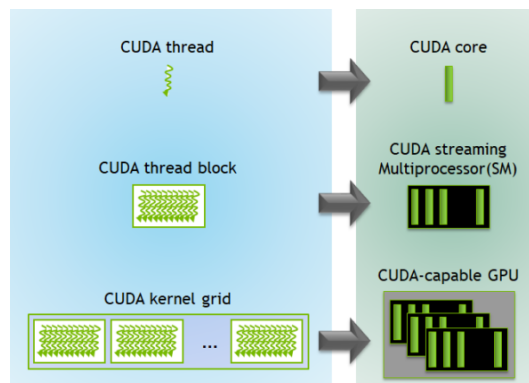 CUDA thread
CUDA core
CUDA thread block
CUDA streaming
Multiprocessor(SM)
CUDA kernel grid
CUDA-capable GPU
...